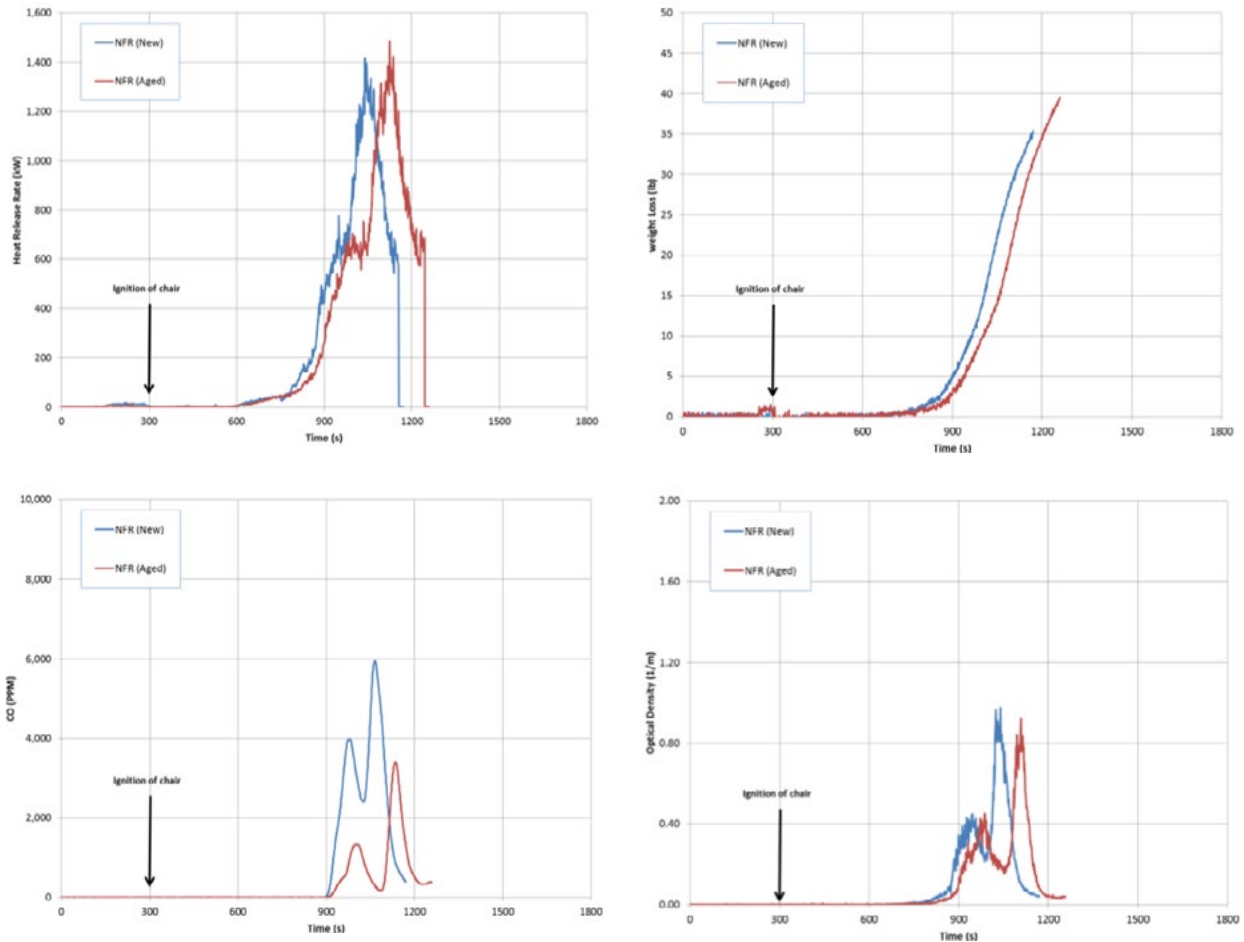 1,600
1,400
1,200
1,000
800
600
400
200
0
Heat Release Rate (kW)
NFR (New)
NFR (Aged)
Ignition of chair
0 300 600 900 1200 1500 1800
Time (s)
50
45
40
35
30
25
20
15
10
5
0
weight Loss (lb)
NFR (New)
NFR (Aged)
Ignition of chair
0 300 600 900 1200 1500 1800
Time (s)
10,000
8,000
6,000
4,000
2,000
0
CO (PPM)
NFR (New)
NFR (Aged)
Ignition of chair
0 300 600 900 1200 1500 1800
Time (s)
2.00
1.60
1.20
0.80
0.40
0.00
Optical Density (1/m)
NFR (New)
NFR (Aged)
Ignition of chair
0 300 600 900 1200 1500 1800
Time (s)